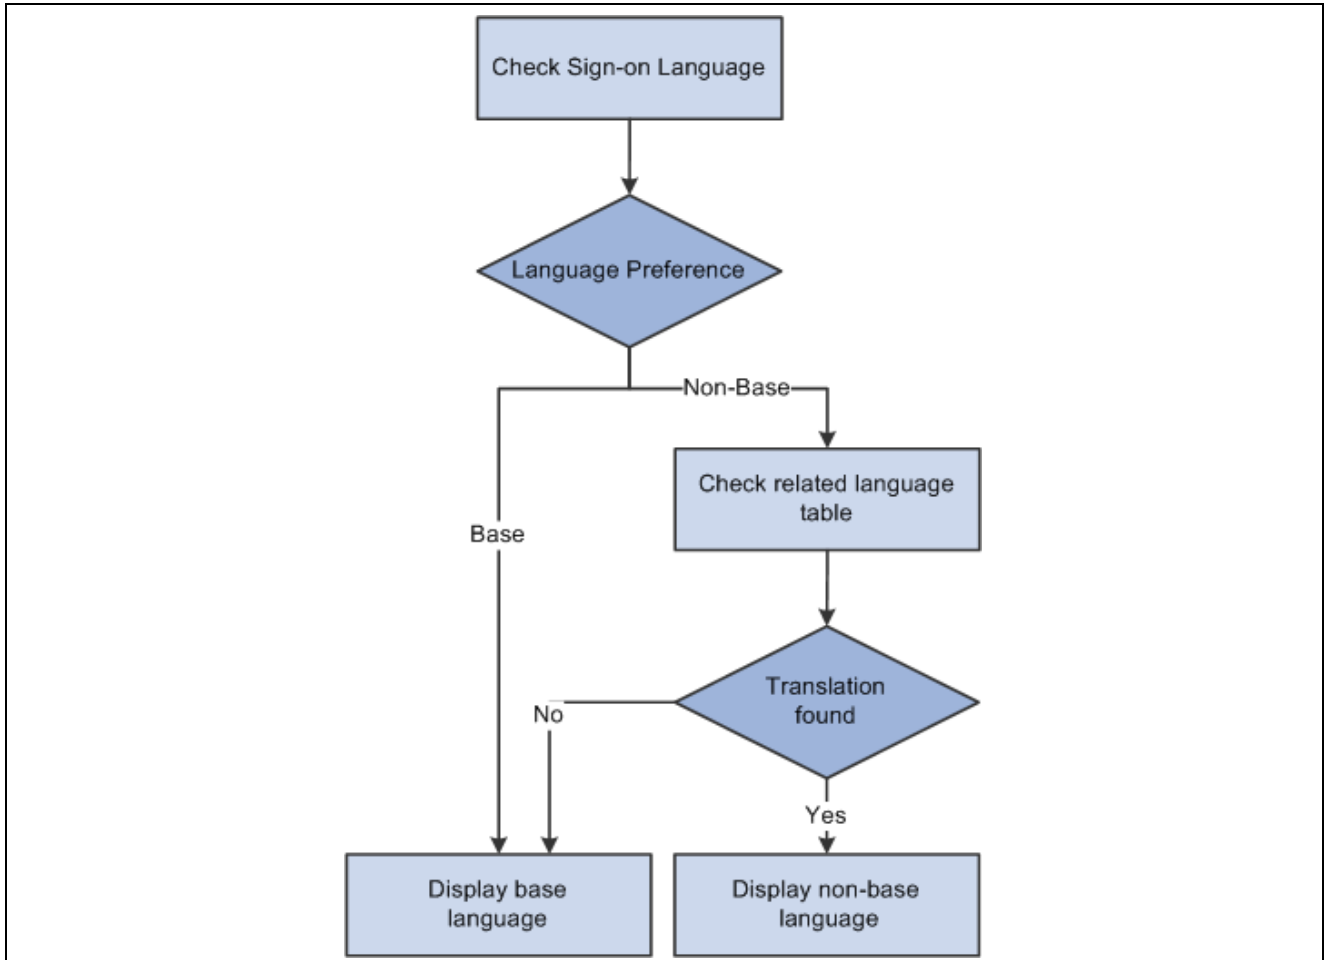 Check Sign-on Language
Language Preference
Non-Base
Check related language
table
Base
Translation
found
No
Yes
Display base
language
Display non-base
language